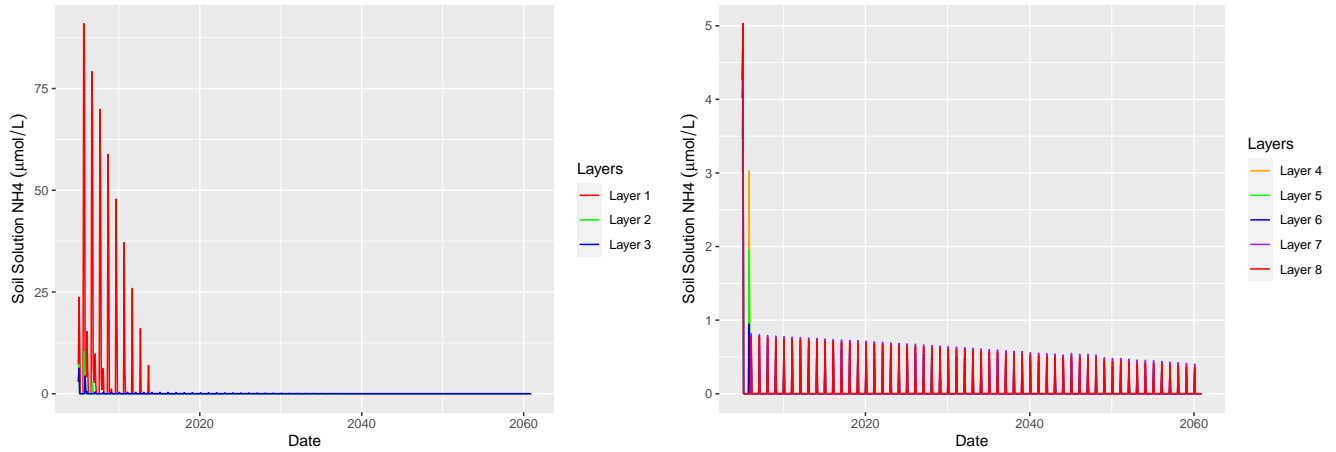 Soil Solution NH4 (μmol/L)
75
50
25
0
2020
2040
2060
Date
Layers
Layer 1
Layer 2
Layer 3
Soil Solution NH4 (μmol/L)
5
4
3
2
1
0
2020
2040
2060
Date
Layers
Layer 4
Layer 5
Layer 6
Layer 7
Layer 8